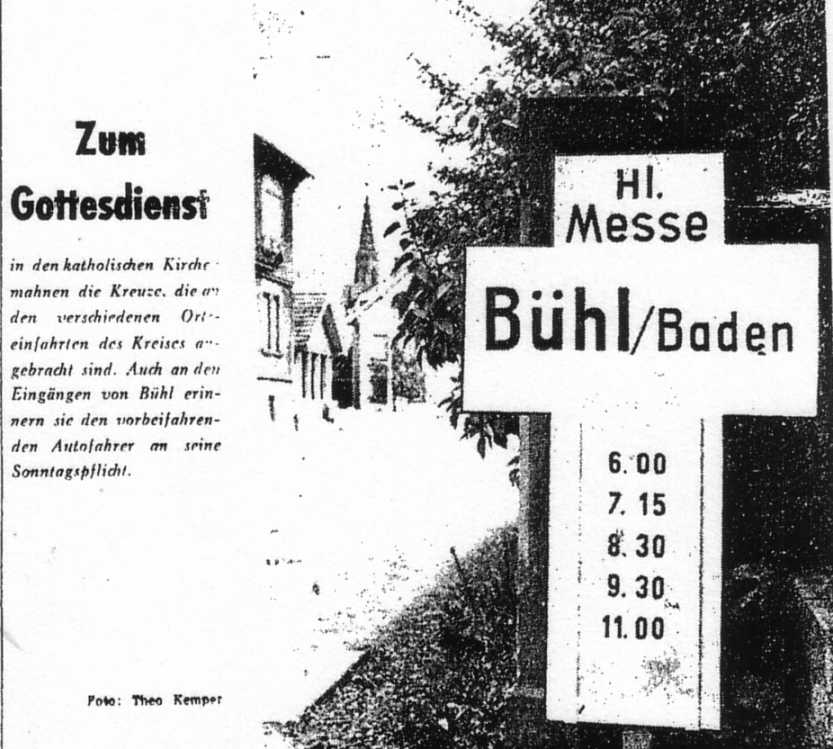 Zum
Gottesdienst
in den katholischen Kirche
mahnen die Kreuze, die an
den verschiedenen Orts-
einfahrten des Kreises an-
gebracht sind. Auch an den
Eingängen von Bühl erin-
nern sie den vorbeifahren-
den Autofahrer an seine
Sonntagspflicht.
Foto: Theo Kemper
Hl.
Messe
Bühl/Baden
6.00
7.15
8.30
9.30
11.00